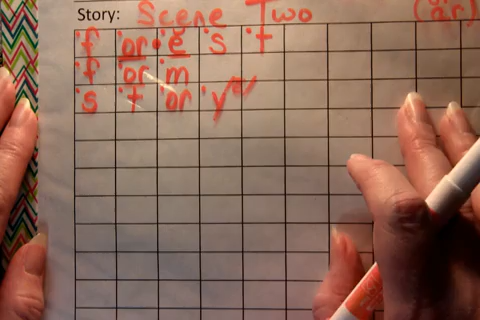 Story: Scene Two (ar)
'f 'or • 'e 's 't
'f 'or 'm
's 't 'or 'y